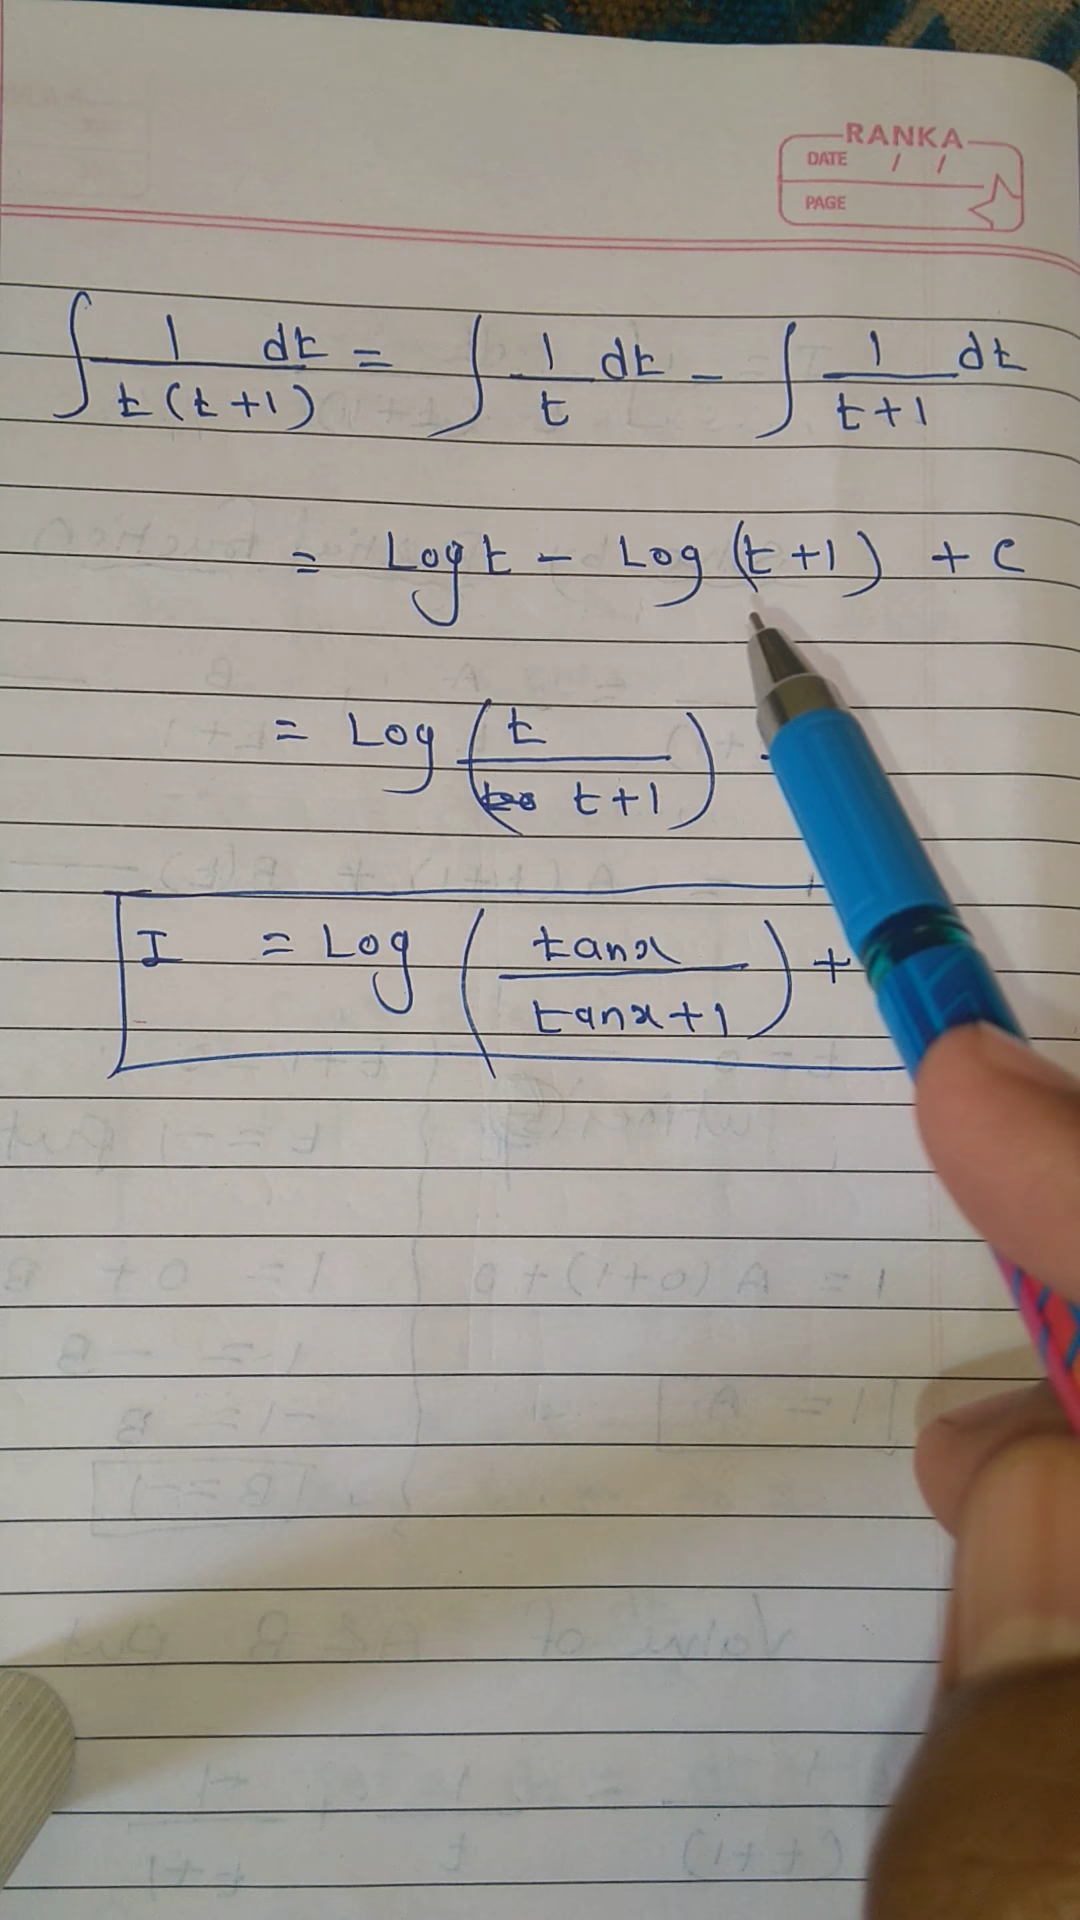 RANKA
DATE / /
PAGE
∫ 1/t(t+1) dt = ∫ 1/t dt - ∫ 1/t+1 dt
= Log t - Log (t+1) + c
= Log (t/t+1)
I = Log (tanx/tanx+1) +